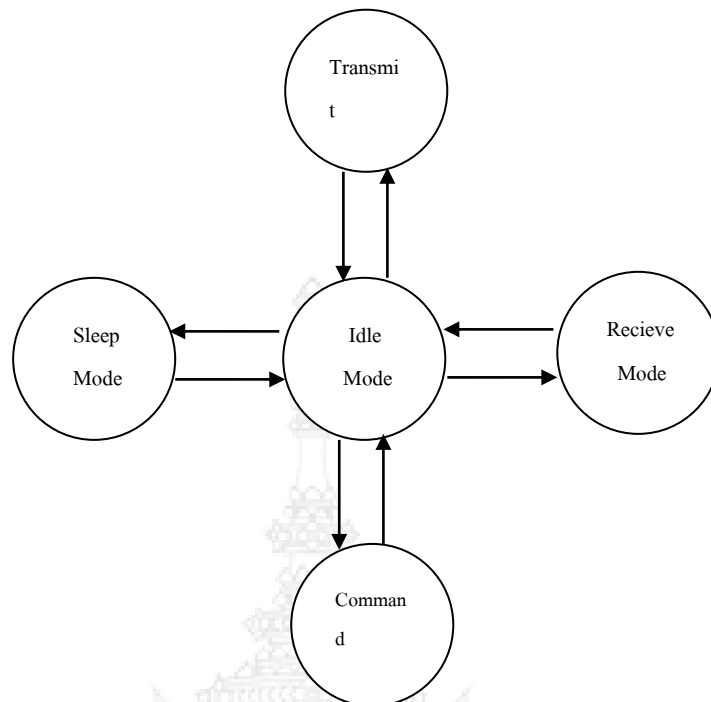 Transmi
t
Sleep
Mode
Idle
Mode
Recieve
Mode
Comman
d